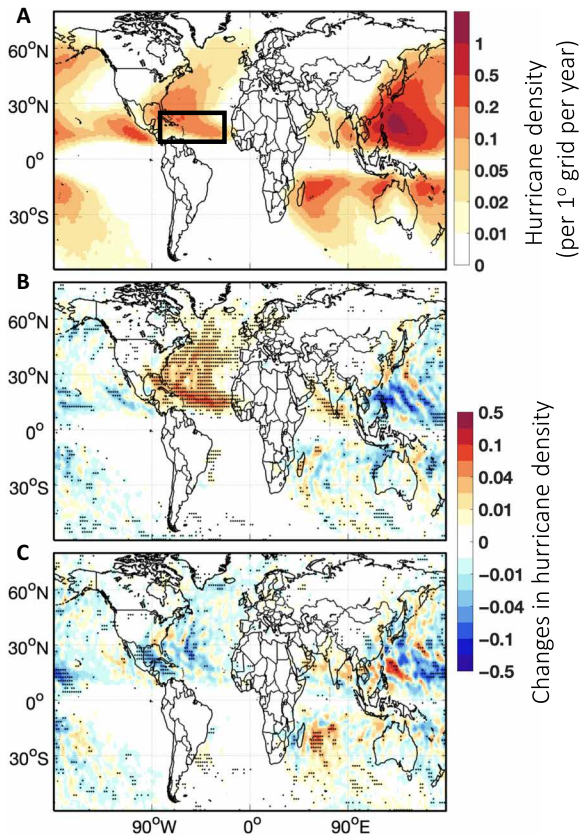 A
60°N
30°N
0°
30°S
1
0.5
0.2
0.1
0.05
0.02
0.01
0
Hurricane density
(per 1° grid per year)
B
60°N
30°N
0°
30°S
C
60°N
30°N
0°
30°S
90°W
0°
90°E
0.5
0.1
0.04
0.01
0
−0.01
−0.04
−0.1
−0.5
Changes in hurricane density